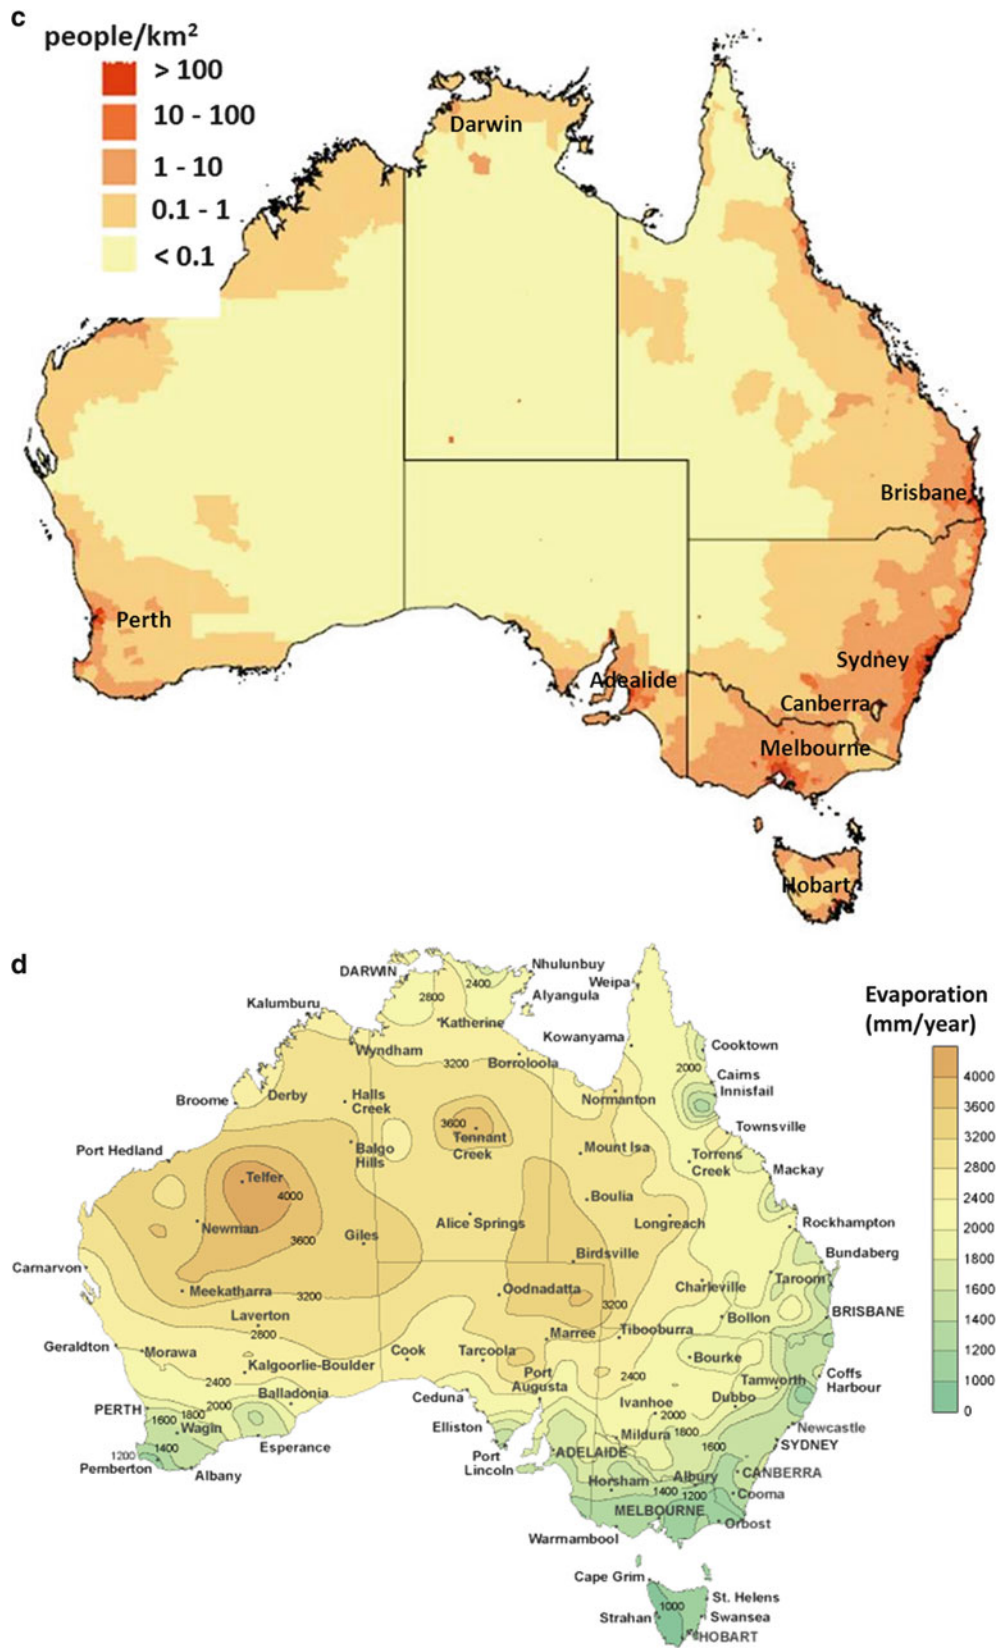 c
people/km²
> 100
10 - 100
1 - 10
0.1 - 1
< 0.1
Darwin
Brisbane
Perth
Sydney
Adealide
Canberra
Melbourne
Hobart
d
Evaporation
(mm/year)
4000
3600
3200
2800
2400
2000
1800
1600
1400
1200
1000
0
DARWIN
Nhulunbuy
2400
Weipa
Alyangula
2800
Kalumburu
Katherine
Kowanyama
Cooktown
Wyndham
3200
Borroloola
2000
Cairns
Innisfail
Derby
Halls
Creek
Broome
Normanton
3600
Tennant
Creek
Townsville
Port Hedland
Balgo
Hills
Mount Isa
Torrens
Creek
Mackay
Telfer
4000
Boulia
Newman
Alice Springs
Longreach
Rockhampton
3600
Giles
Birdsville
Bundaberg
Carnarvon
Meekatharra
3200
Oodnadatta
Charleville
Taroom
3200
Laverton
Bollon
BRISBANE
2800
Marree
Tibooburra
Geraldton
Morawa
Cook
Tarcoola
Bourke
Kalgoorlie-Boulder
Port
Augusta
2400
Tamworth
Coffs
Harbour
2400
Balladonia
Ceduna
Ivanhoe
Dubbo
PERTH
2000
1800
1600
Wagin
Elliston
2000
1800
Newcastle
Mildura
SYDNEY
1400
1200
Esperance
Port
Lincoln
ADELAIDE
1600
Pemberton
Albany
Horsham
Albury
CANBERRA
1400
1200
Cooma
MELBOURNE
Orbost
Warrnambool
Cape Grim
St. Helens
1000
Strahan
Swansea
HOBART